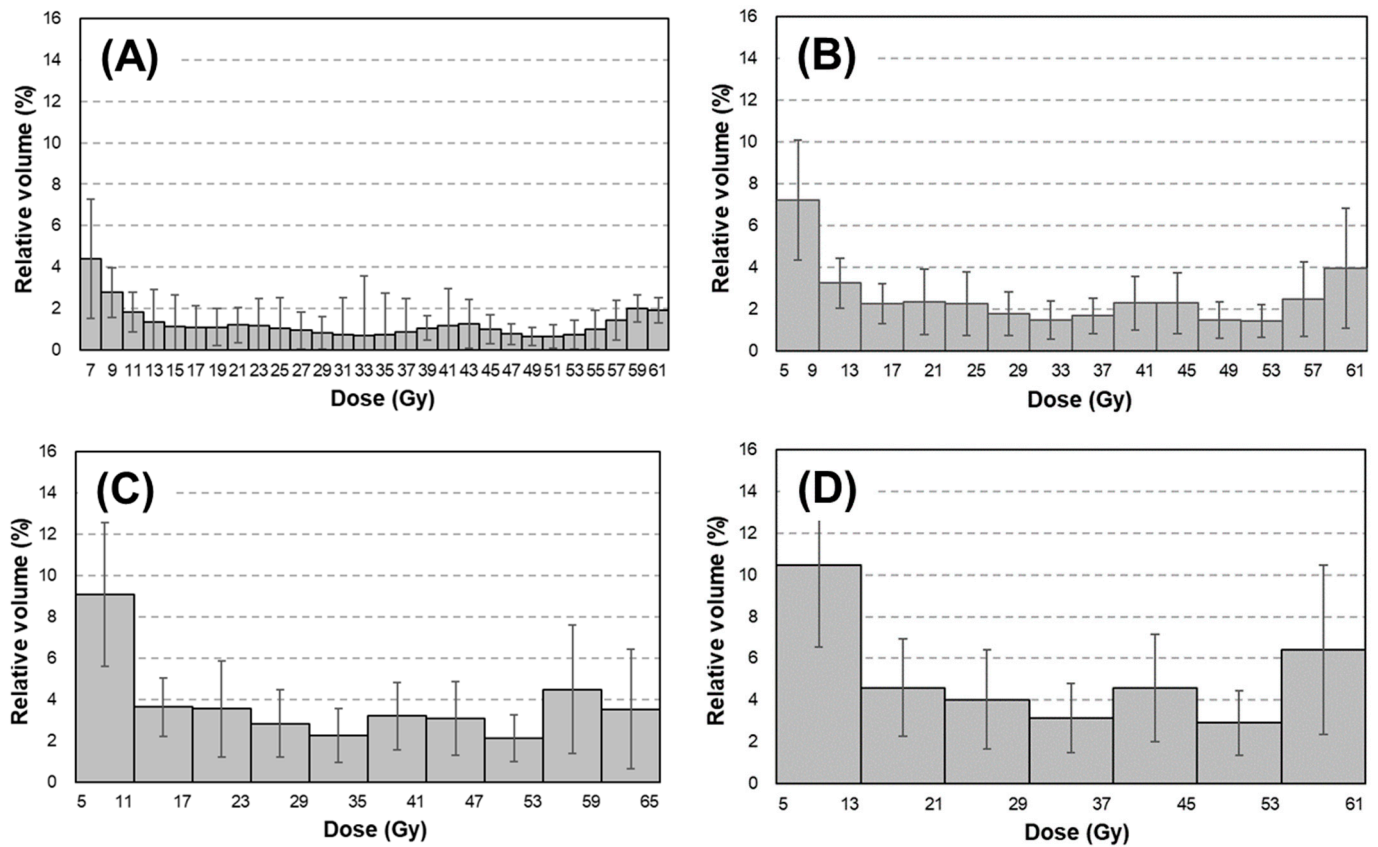 (A)
Relative volume (%)
16
14
12
10
8
6
4
2
0
7 9 11 13 15 17 19 21 23 25 27 29 31 33 35 37 39 41 43 45 47 49 51 53 55 57 59 61
Dose (Gy)
(B)
Relative volume (%)
16
14
12
10
8
6
4
2
0
5 9 13 17 21 25 29 33 37 41 45 49 53 57 61
Dose (Gy)
(C)
Relative volume (%)
16
14
12
10
8
6
4
2
0
5 11 17 23 29 35 41 47 53 59 65
Dose (Gy)
(D)
Relative volume (%)
16
14
12
10
8
6
4
2
0
5 13 21 29 37 45 53 61
Dose (Gy)